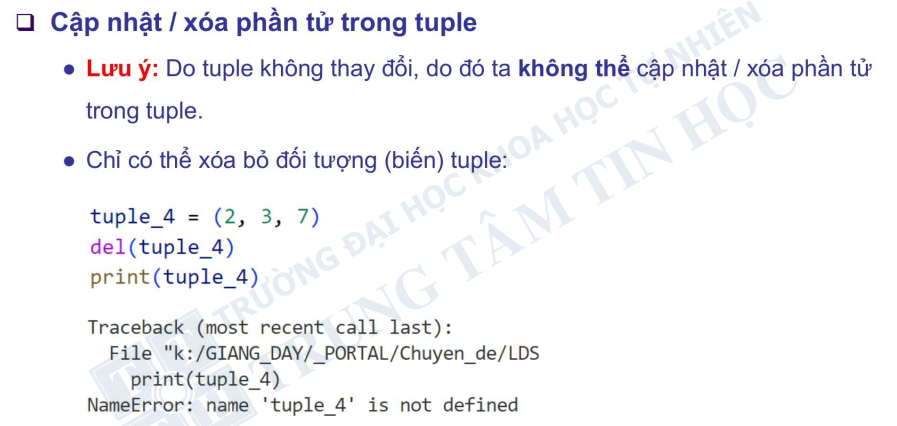 Cập nhật / xóa phần tử trong tuple
Lưu ý: Do tuple không thay đổi, do đó ta không thể cập nhật / xóa phần tử
trong tuple.
Chỉ có thể xóa bỏ đối tượng (biến) tuple:
tuple_4 = (2, 3, 7)
del(tuple_4)
print(tuple_4)
Traceback (most recent call last):
File "k:/GIANG_DAY/_PORTAL/Chuyen_de/LDS
print(tuple_4)
NameError: name 'tuple_4' is not defined
TRƯỜNG ĐẠI HỌC KHOA HỌC TỰ NHIÊN
TRUNG TÂM TIN HỌC